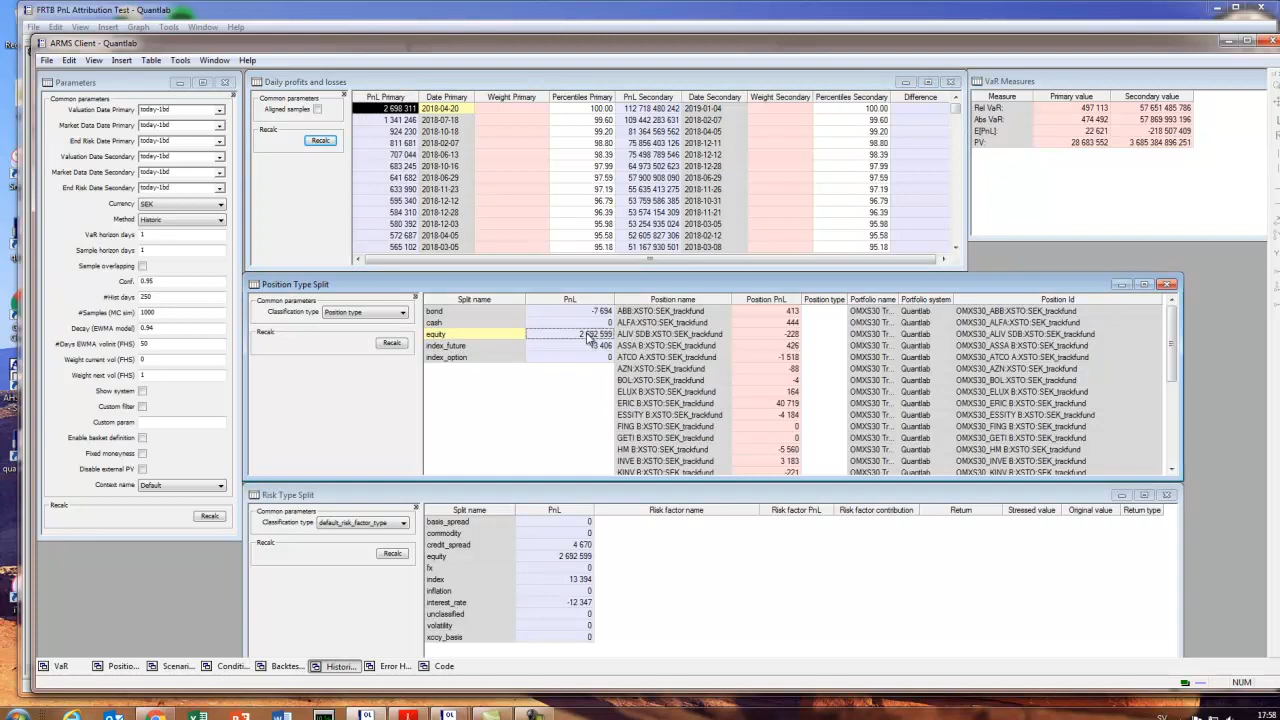 FRTB PnL Attribution Test - Quantlab
File Edit View Insert Graph Tools Window Help
ARMS Client - Quantlab
File Edit View Insert Table Tools Window Help
Parameters
Common parameters
Valuation Date Primary today-1bd
Market Data Date Primary today-1bd
End Risk Date Primary today-1bd
Valuation Date Secondary today-1bd
Market Data Date Secondary today-1bd
End Risk Date Secondary today-1bd
Currency SEK
Method Historic
VaR horizon days 1
Sample horizon days 1
Sample overlapping
Conf. 0.95
#Hist days 250
#Samples (MC sim) 1000
Decay (EWMA model) 0.94
#Days EWMA volinit (FHS) 50
Weight current vol (FHS) 0
Weight next vol (FHS) 1
Show system
Custom filter
Custom param
Enable basket definition
Fixed moneyness
Disable external PV
Context name Default
Recalc
Recalc
Daily profits and losses
Common parameters
Aligned samples
Recalc
Recalc
PnL Primary Date Primary Weight Primary Percentiles Primary PnL Secondary Date Secondary Weight Secondary Percentiles Secondary Difference
2 698 311 2018-04-20 100.00 112 718 480 242 2019-01-04 100.00
1 341 246 2018-07-18 99.60 109 442 283 631 2018-06-27 99.60
924 230 2018-10-18 99.20 81 364 569 562 2018-04-05 99.20
811 681 2018-02-07 98.80 75 856 403 126 2018-02-14 98.80
707 044 2018-06-13 98.39 75 498 789 546 2018-12-12 98.39
683 245 2018-10-16 97.99 64 973 502 623 2018-12-28 97.99
641 682 2018-06-29 97.59 57 900 908 090 2018-06-29 97.59
633 990 2018-11-23 97.19 55 635 413 275 2018-11-26 97.19
595 340 2018-12-12 96.79 53 759 586 385 2018-10-31 96.79
584 310 2018-12-28 96.39 53 574 154 309 2018-11-21 96.39
580 392 2018-12-03 95.98 53 254 935 024 2018-02-12 95.98
572 687 2018-03-05 95.58 52 605 827 306 2018-02-12 95.58
565 102 2018-03-05 95.18 51 167 930 501 2018-03-08 95.18
VaR Measures
Measure Primary value Secondary value
Rel VaR: 497 113 57 651 485 786
Abs VaR: 474 492 57 869 993 196
E[PnL]: 22 621 -218 507 409
PV: 28 683 552 3 685 384 896 251
Position Type Split
Common parameters
Classification type Position type
Recalc
Recalc
Split name PnL Position name Position PnL Position type Portfolio name Portfolio system Position Id
bond -7 694 ABB:XSTO:SEK_trackfund 413 OMXS30 Tr... Quantlab OMXS30_ABB:XSTO:SEK_trackfund
cash 0 ALFA:XSTO:SEK_trackfund 444 OMXS30 Tr... Quantlab OMXS30_ALFA:XSTO:SEK_trackfund
equity 2 692 599 ALIV SDB:XSTO:SEK_trackfund -228 OMXS30 Tr... Quantlab OMXS30_ALIV SDB:XSTO:SEK_trackfund
index_future 13 406 ASSA B:XSTO:SEK_trackfund 426 OMXS30 Tr... Quantlab OMXS30_ASSA B:XSTO:SEK_trackfund
index_option 0 ATCO A:XSTO:SEK_trackfund -1 518 OMXS30 Tr... Quantlab OMXS30_ATCO A:XSTO:SEK_trackfund
AZN:XSTO:SEK_trackfund -88 OMXS30 Tr... Quantlab OMXS30_AZN:XSTO:SEK_trackfund
BOL:XSTO:SEK_trackfund -4 OMXS30 Tr... Quantlab OMXS30_BOL:XSTO:SEK_trackfund
ELUX B:XSTO:SEK_trackfund 164 OMXS30 Tr... Quantlab OMXS30_ELUX B:XSTO:SEK_trackfund
ERIC B:XSTO:SEK_trackfund 40 719 OMXS30 Tr... Quantlab OMXS30_ERIC B:XSTO:SEK_trackfund
ESSITY B:XSTO:SEK_trackfund -4 184 OMXS30 Tr... Quantlab OMXS30_ESSITY B:XSTO:SEK_trackfund
FING B:XSTO:SEK_trackfund 0 OMXS30 Tr... Quantlab OMXS30_FING B:XSTO:SEK_trackfund
GETI B:XSTO:SEK_trackfund 0 OMXS30 Tr... Quantlab OMXS30_GETI B:XSTO:SEK_trackfund
HM B:XSTO:SEK_trackfund -5 560 OMXS30 Tr... Quantlab OMXS30_HM B:XSTO:SEK_trackfund
INVE B:XSTO:SEK_trackfund 3 183 OMXS30 Tr... Quantlab OMXS30_INVE B:XSTO:SEK_trackfund
KINV B:XSTO:SEK_trackfund -221 OMXS30 Tr... Quantlab OMXS30_KINV B:XSTO:SEK_trackfund
Risk Type Split
Common parameters
Classification type default_risk_factor_type
Recalc
Recalc
Split name PnL Risk factor name Risk factor PnL Risk factor contribution Return Stressed value Original value Return type
basis_spread 0
commodity 0
credit_spread 4 670
equity 2 692 599
fx 0
index 13 394
inflation 0
interest_rate -12 347
unclassified 0
volatility 0
xccy_basis 0
VaR Positio... Scenari... Conditi... Backtes... Histori... Error H... Code
NUM
SV 17:58